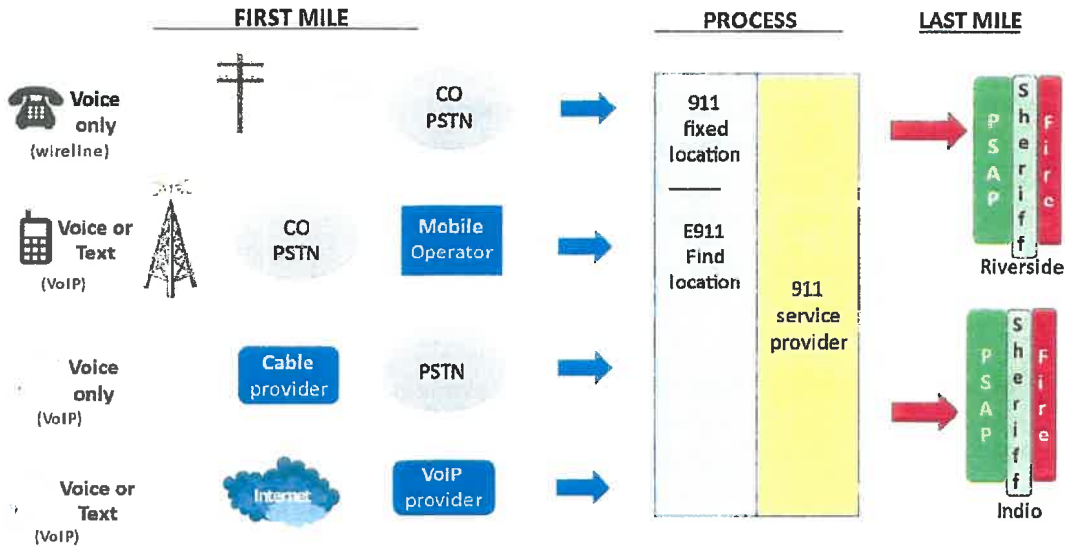 FIRST MILE
PROCESS
LAST MILE
Voice
only
(wireline)
CO
PSTN
911
fixed
location
PSAP
Sheriff
Fire
Riverside
Voice or
Text
(VoIP)
CO
PSTN
Mobile
Operator
E911
Find
location
911
service
provider
Voice
only
(VoIP)
Cable
provider
PSTN
PSAP
Sheriff
Fire
Indio
Voice or
Text
(VoIP)
Internet
VoIP
provider